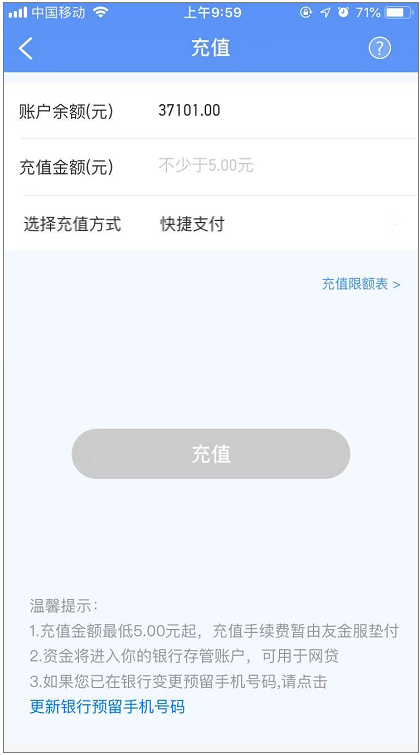 中国移动 上午9:59 71%
充值 ?
账户余额(元) 37101.00
充值金额(元) 不少于5.00元
选择充值方式 快捷支付
充值限额表 >
充值
温馨提示:
1.充值金额最低5.00元起，充值手续费暂由友金服垫付
2.资金将进入你的银行存管账户，可用于网贷
3.如果您已在银行变更预留手机号码,请点击
更新银行预留手机号码